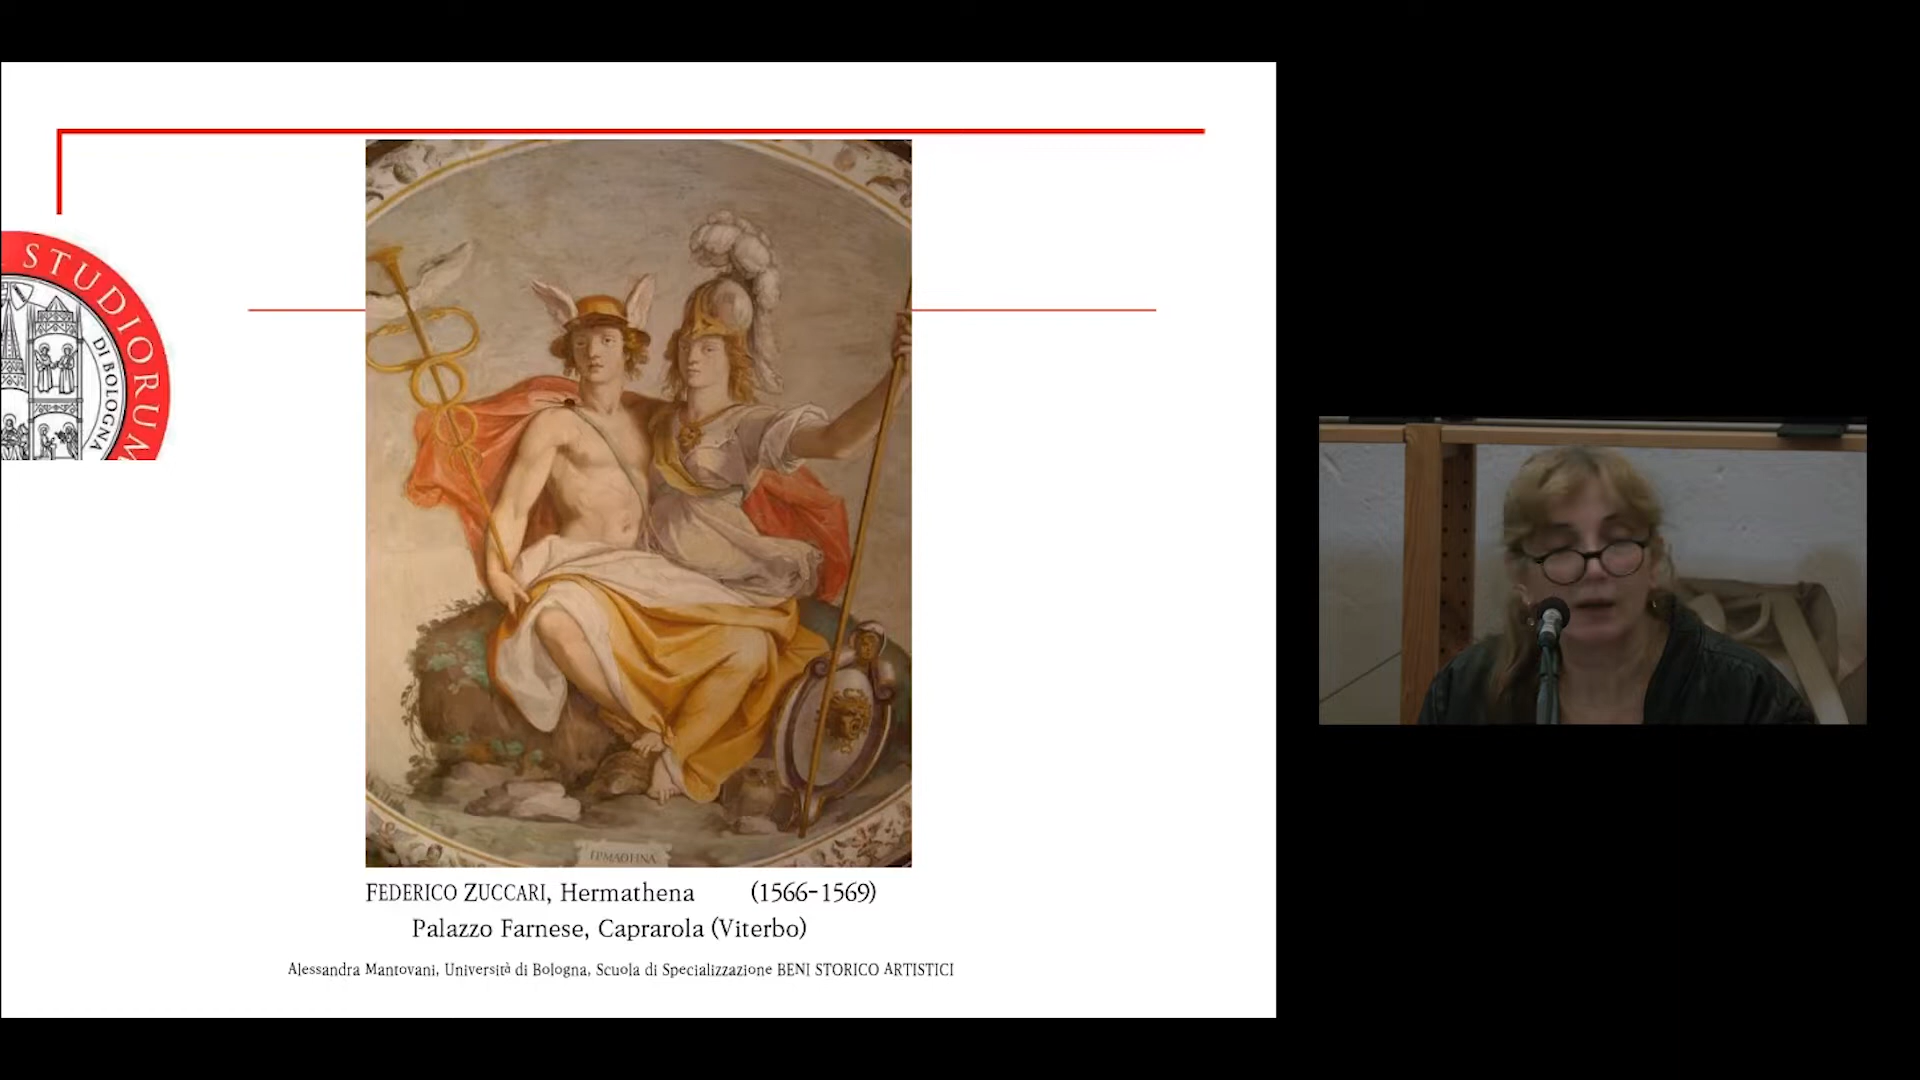 STUDIORUM
DI BOLOGNA
FEDERICO ZUCCARI, Hermathena (1566-1569)
Palazzo Farnese, Caprarola (Viterbo)
Alessandra Mantovani, Università di Bologna, Scuola di Specializzazione BENI STORICO ARTISTICI